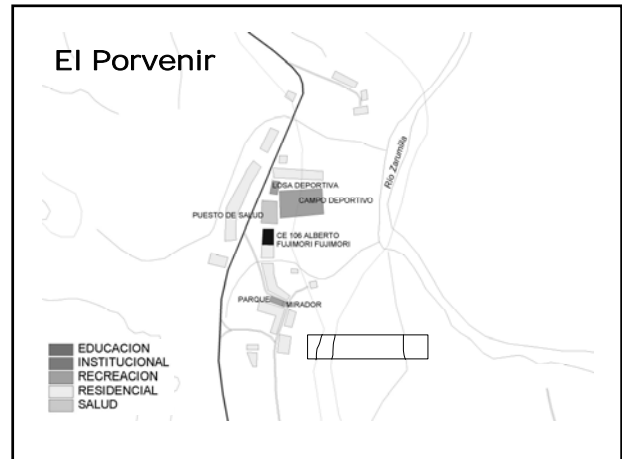 El Porvenir
Río Zarumilla
LOSA DEPORTIVA
CAMPO DEPORTIVO
PUESTO DE SALUD
CE 106 ALBERTO
FUJIMORI FUJIMORI
PARQUE
MIRADOR
EDUCACION
INSTITUCIONAL
RECREACION
RESIDENCIAL
SALUD